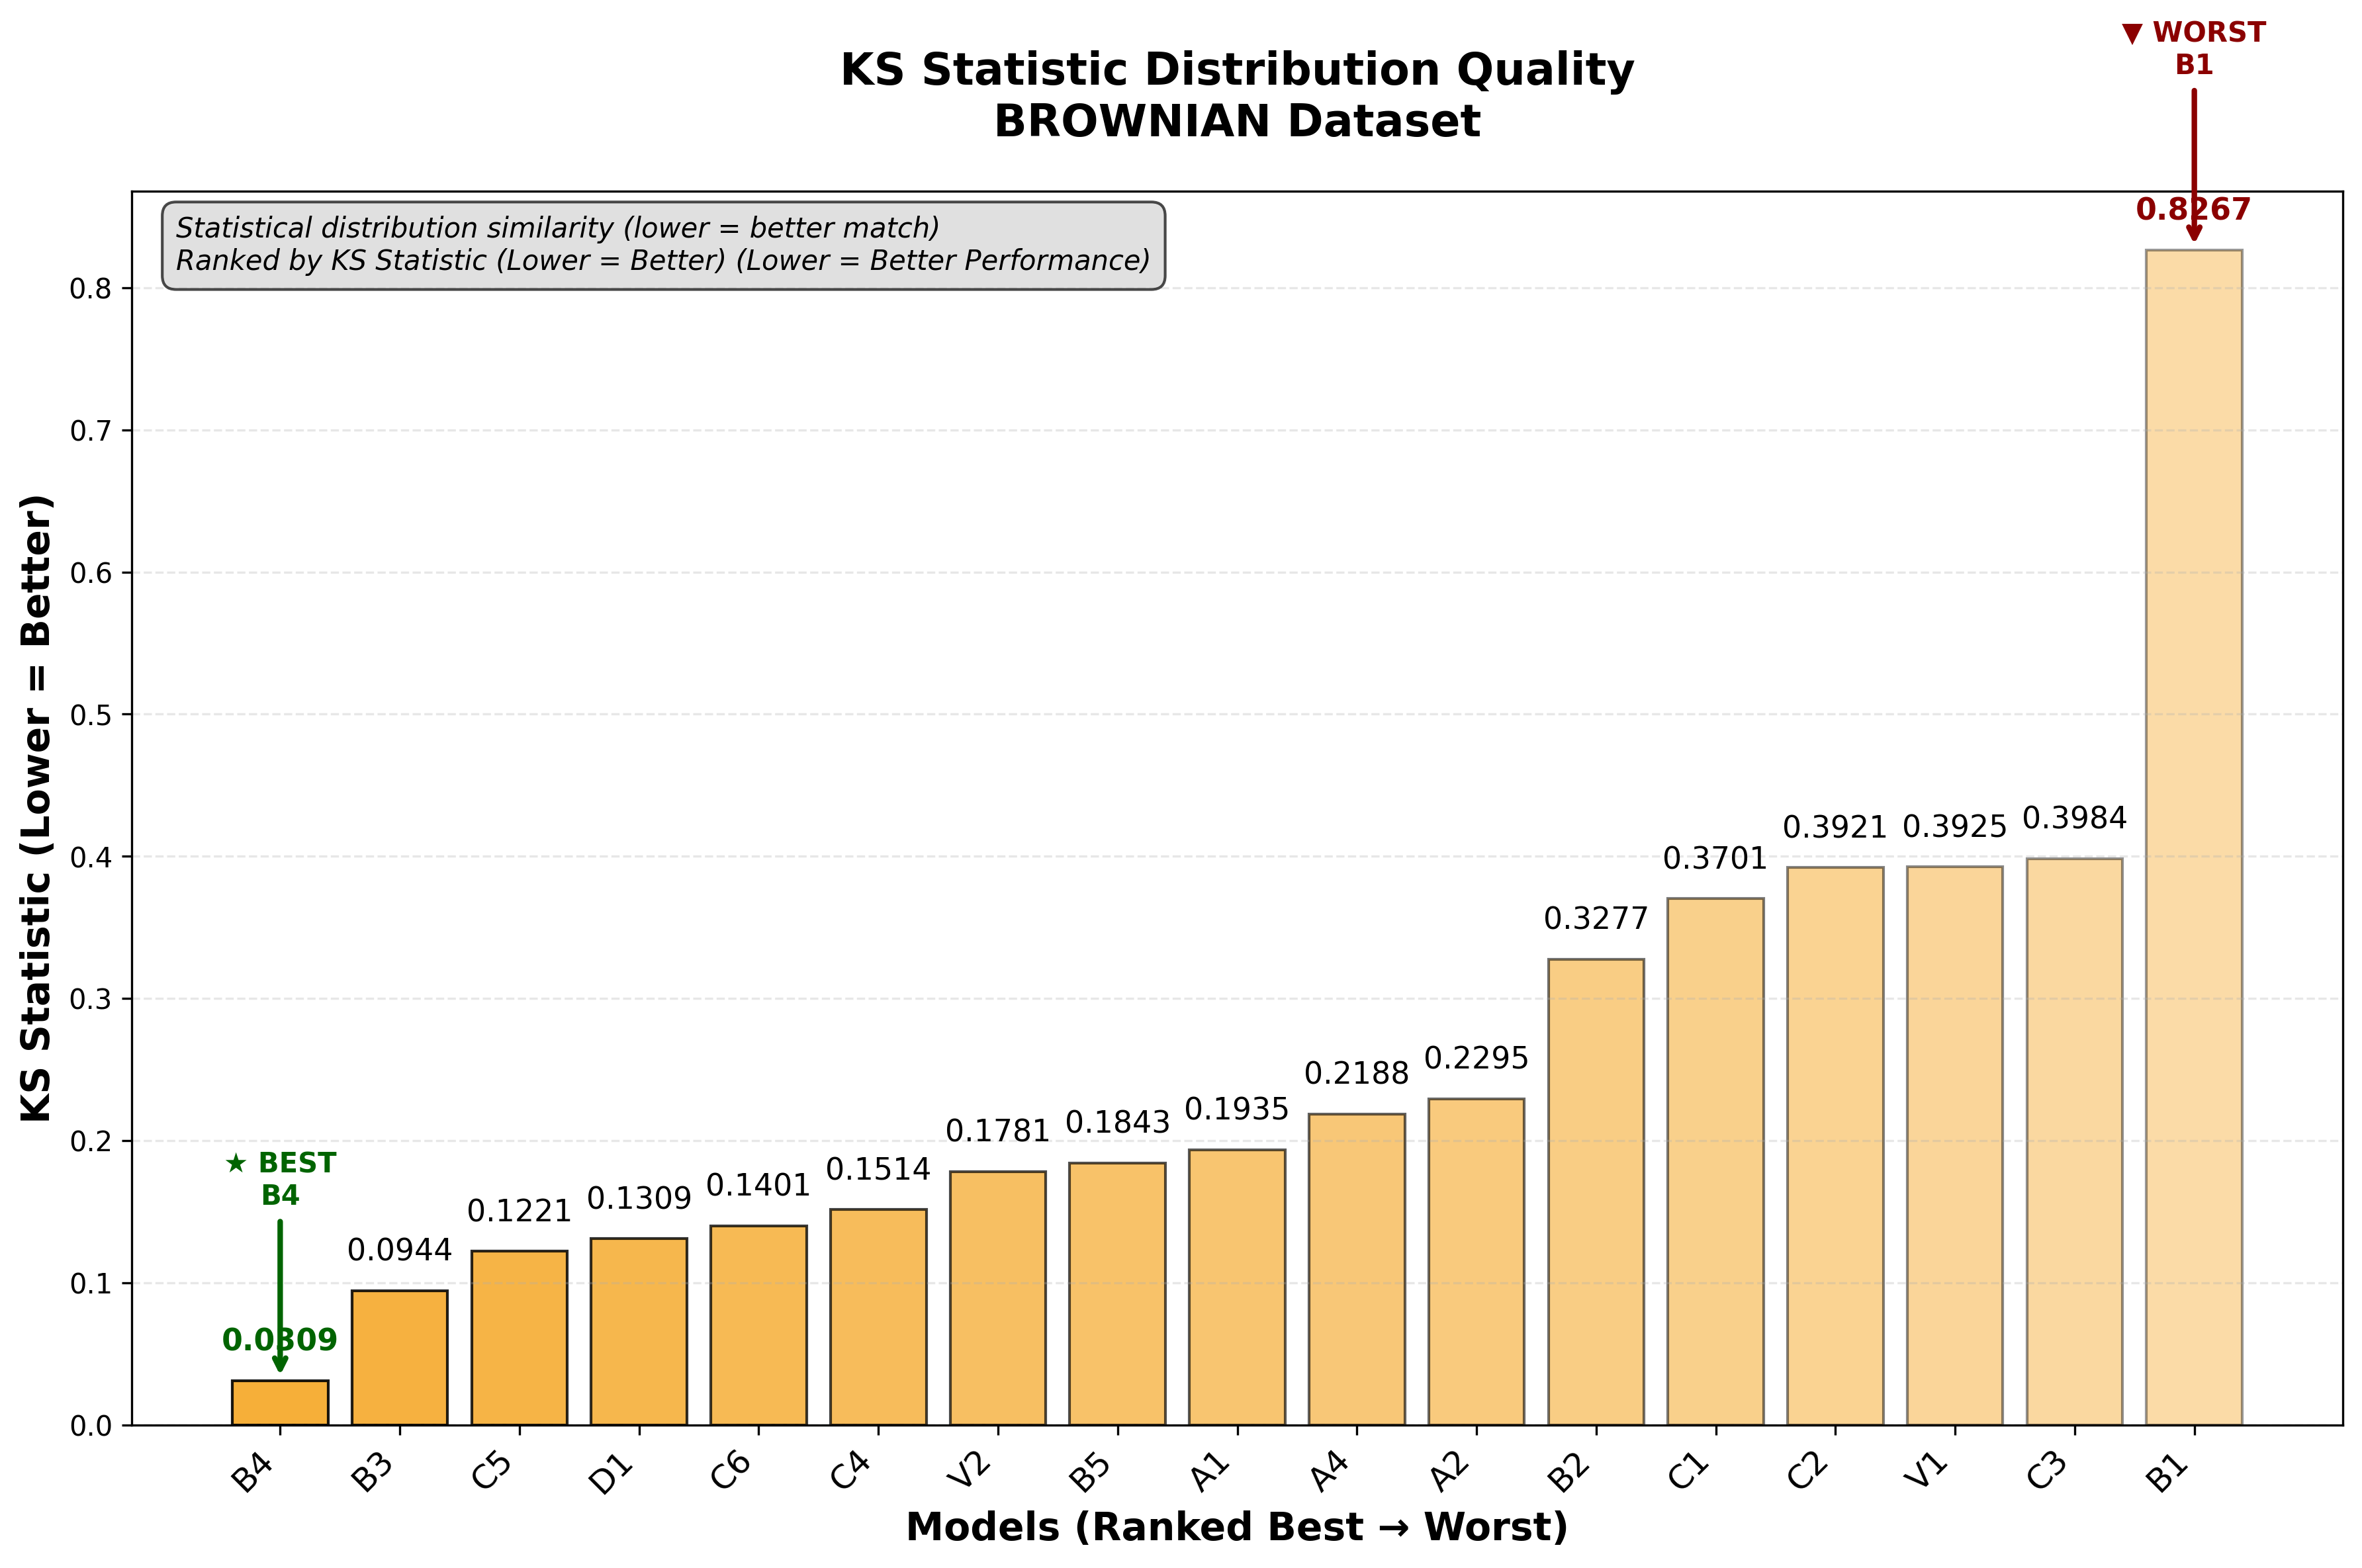 ▼ WORST
B1
KS Statistic Distribution Quality
BROWNIAN Dataset
Statistical distribution similarity (lower = better match)
Ranked by KS Statistic (Lower = Better) (Lower = Better Performance)
KS Statistic (Lower = Better)
0.8
0.7
0.6
0.5
0.4
0.3
0.2
0.1
0.0
★ BEST
B4
0.0309
0.0944
0.1221
0.1309
0.1401
0.1514
0.1781
0.1843
0.1935
0.2188
0.2295
0.3277
0.3701
0.3921
0.3925
0.3984
0.8267
B4
B3
C5
D1
C6
C4
V2
B5
A1
A4
A2
B2
C1
C2
V1
C3
B1
Models (Ranked Best → Worst)